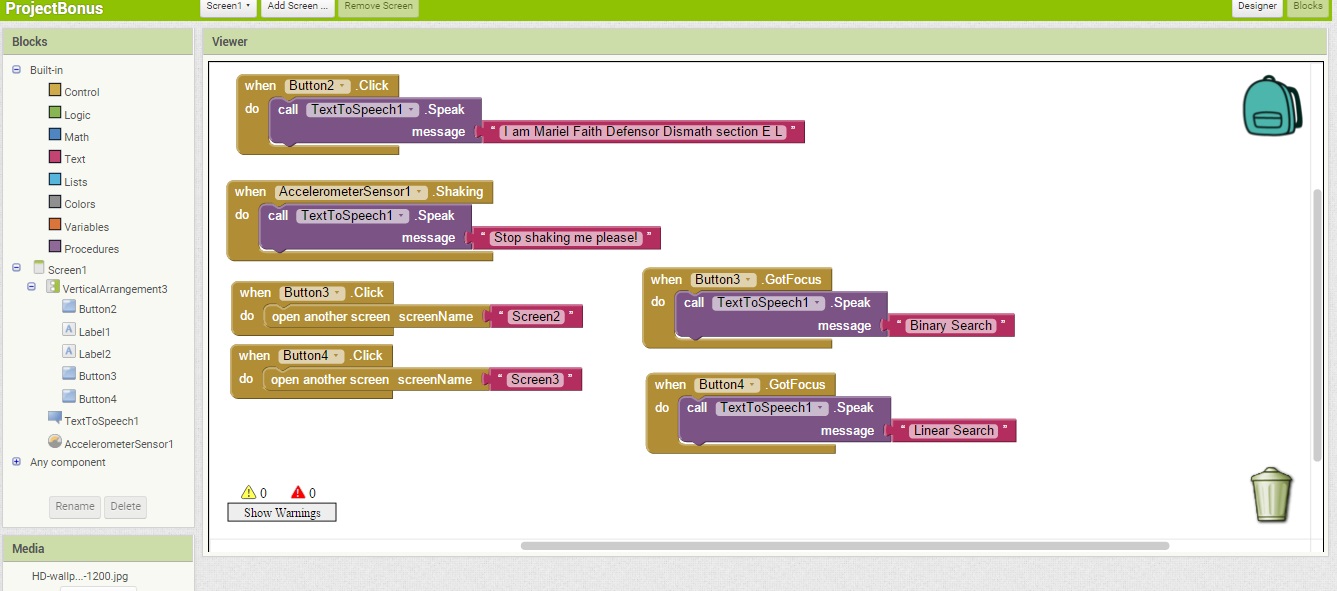 ProjectBonus
Screen1
Add Screen ...
Remove Screen
Designer
Blocks
Blocks
Built-in
Control
Logic
Math
Text
Lists
Colors
Variables
Procedures
Screen1
VerticalArrangement3
Button2
Label1
Label2
Button3
Button4
TextToSpeech1
AccelerometerSensor1
Any component
Rename
Delete
Media
HD-wallp...-1200.jpg
Viewer
when Button2 .Click
do call TextToSpeech1 .Speak
message " I am Mariel Faith Defensor Dismath section E L "
when AccelerometerSensor1 .Shaking
do call TextToSpeech1 .Speak
message " Stop shaking me please! "
when Button3 .Click
do open another screen screenName " Screen2 "
when Button4 .Click
do open another screen screenName " Screen3 "
when Button3 .GotFocus
do call TextToSpeech1 .Speak
message " Binary Search "
when Button4 .GotFocus
do call TextToSpeech1 .Speak
message " Linear Search "
0 0
Show Warnings